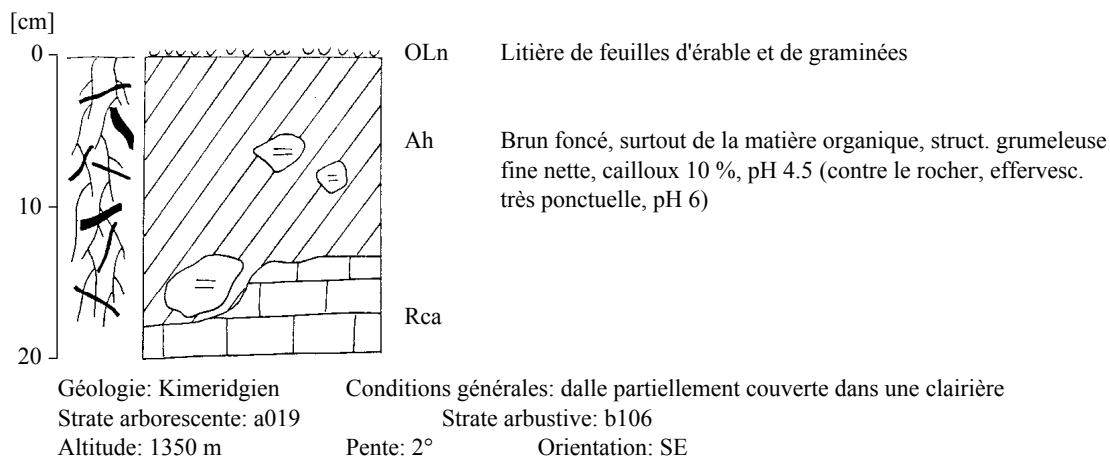 [cm]
0 OLn Litière de feuilles d'érable et de graminées
Ah Brun foncé, surtout de la matière organique, struct. grumeleuse
fine nette, cailloux 10 %, pH 4.5 (contre le rocher, effervesc.
10 très ponctuelle, pH 6)
Rca
20
Géologie: Kimeridgien Conditions générales: dalle partiellement couverte dans une clairière
Strate arborescente: a019 Strate arbustive: b106
Altitude: 1350 m Pente: 2° Orientation: SE